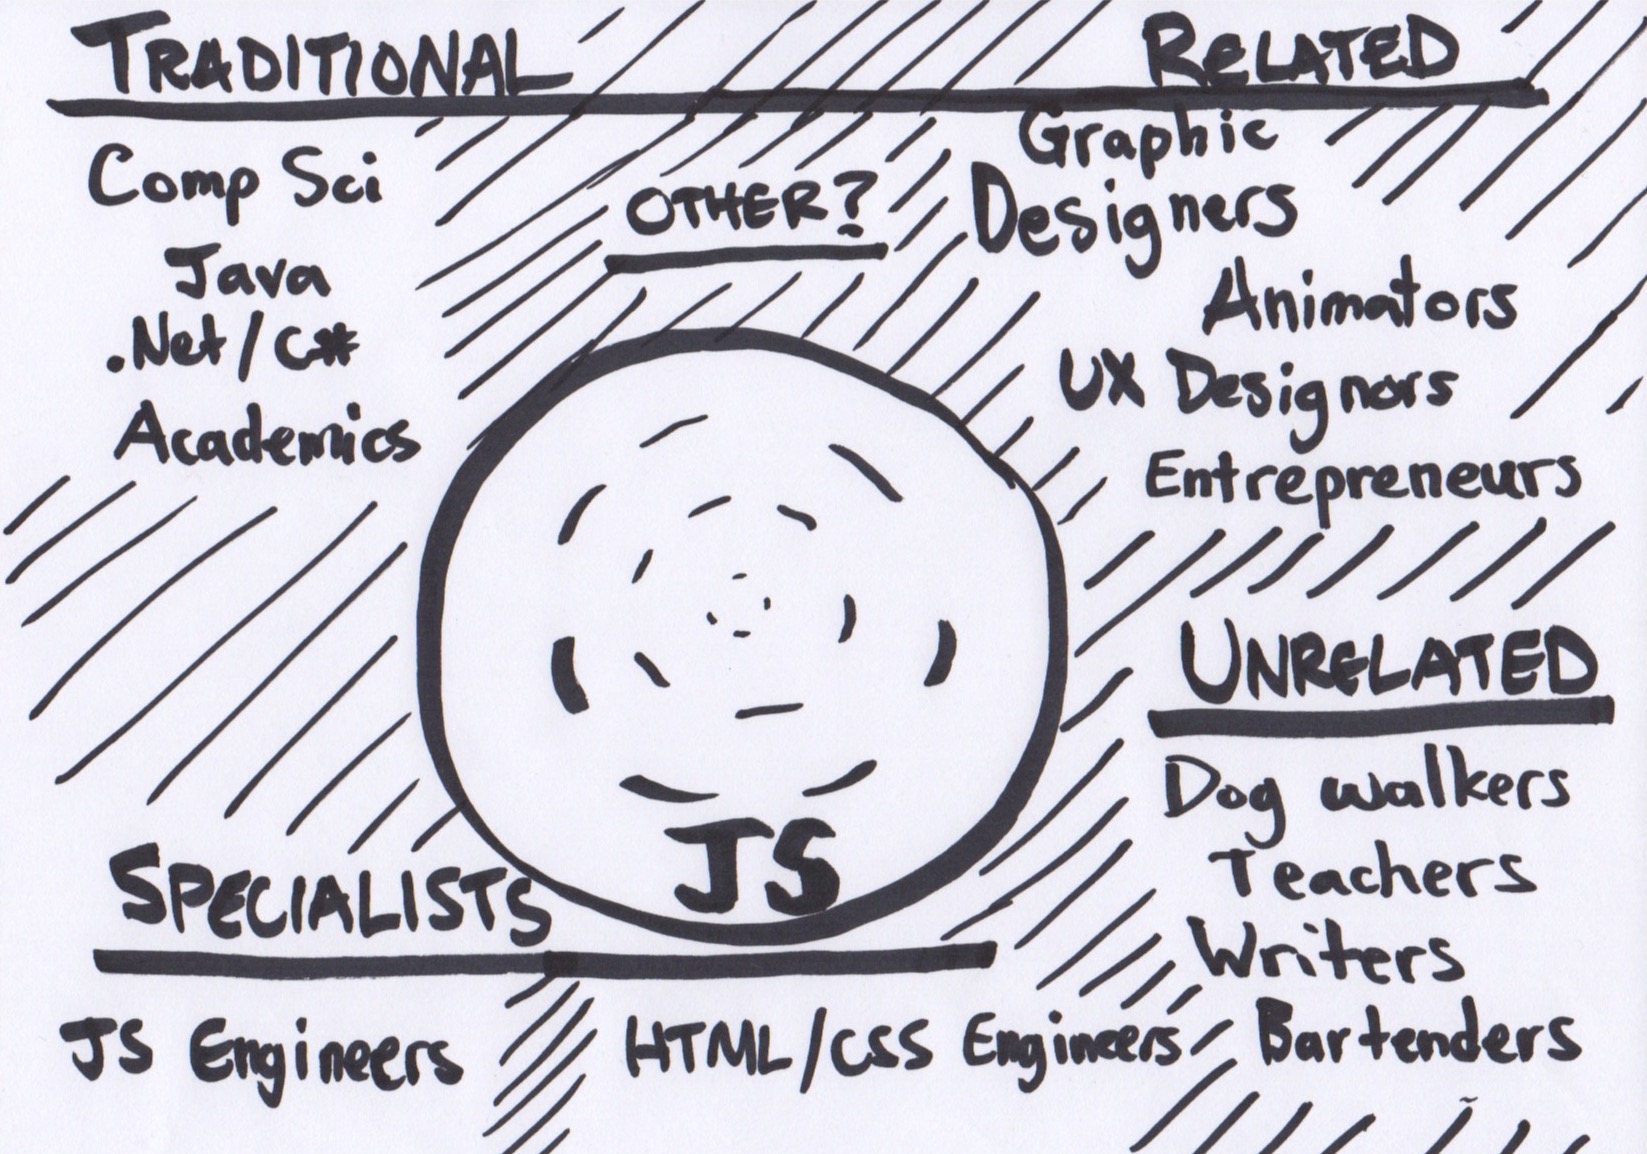 TRADITIONAL
Comp Sci
Java
.Net/C#
Academics
OTHER?
RELATED
Graphic
Designers
Animators
UX Designors
Entrepreneurs
UNRELATED
Dog walkers
Teachers
Writers
Bartenders
JS
SPECIALISTS
JS Engineers
HTML/CSS Engineers